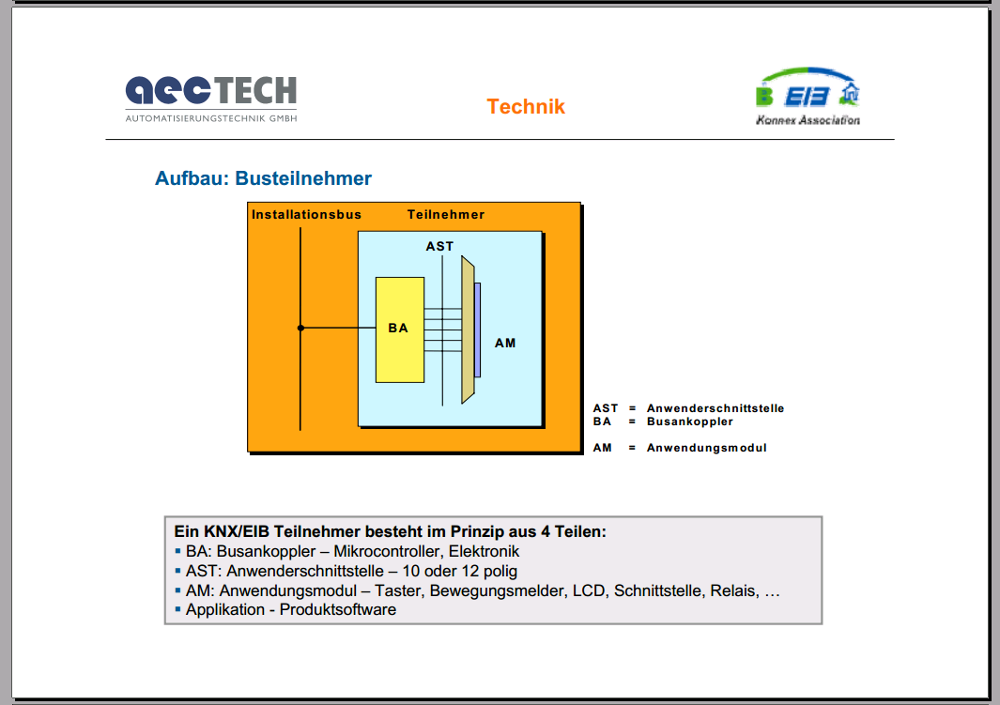 aecTECH
AUTOMATISIERUNGSTECHNIK GMBH
Technik
B EIB
Konnex Association
Aufbau: Busteilnehmer
Installationsbus Teilnehmer
AST
BA
AM
AST = Anwenderschnittstelle
BA = Busankoppler
AM = Anwendungsmodul
Ein KNX/EIB Teilnehmer besteht im Prinzip aus 4 Teilen:
▪ BA: Busankoppler – Mikrocontroller, Elektronik
▪ AST: Anwenderschnittstelle – 10 oder 12 polig
▪ AM: Anwendungsmodul – Taster, Bewegungsmelder, LCD, Schnittstelle, Relais, …
▪ Applikation - Produktsoftware